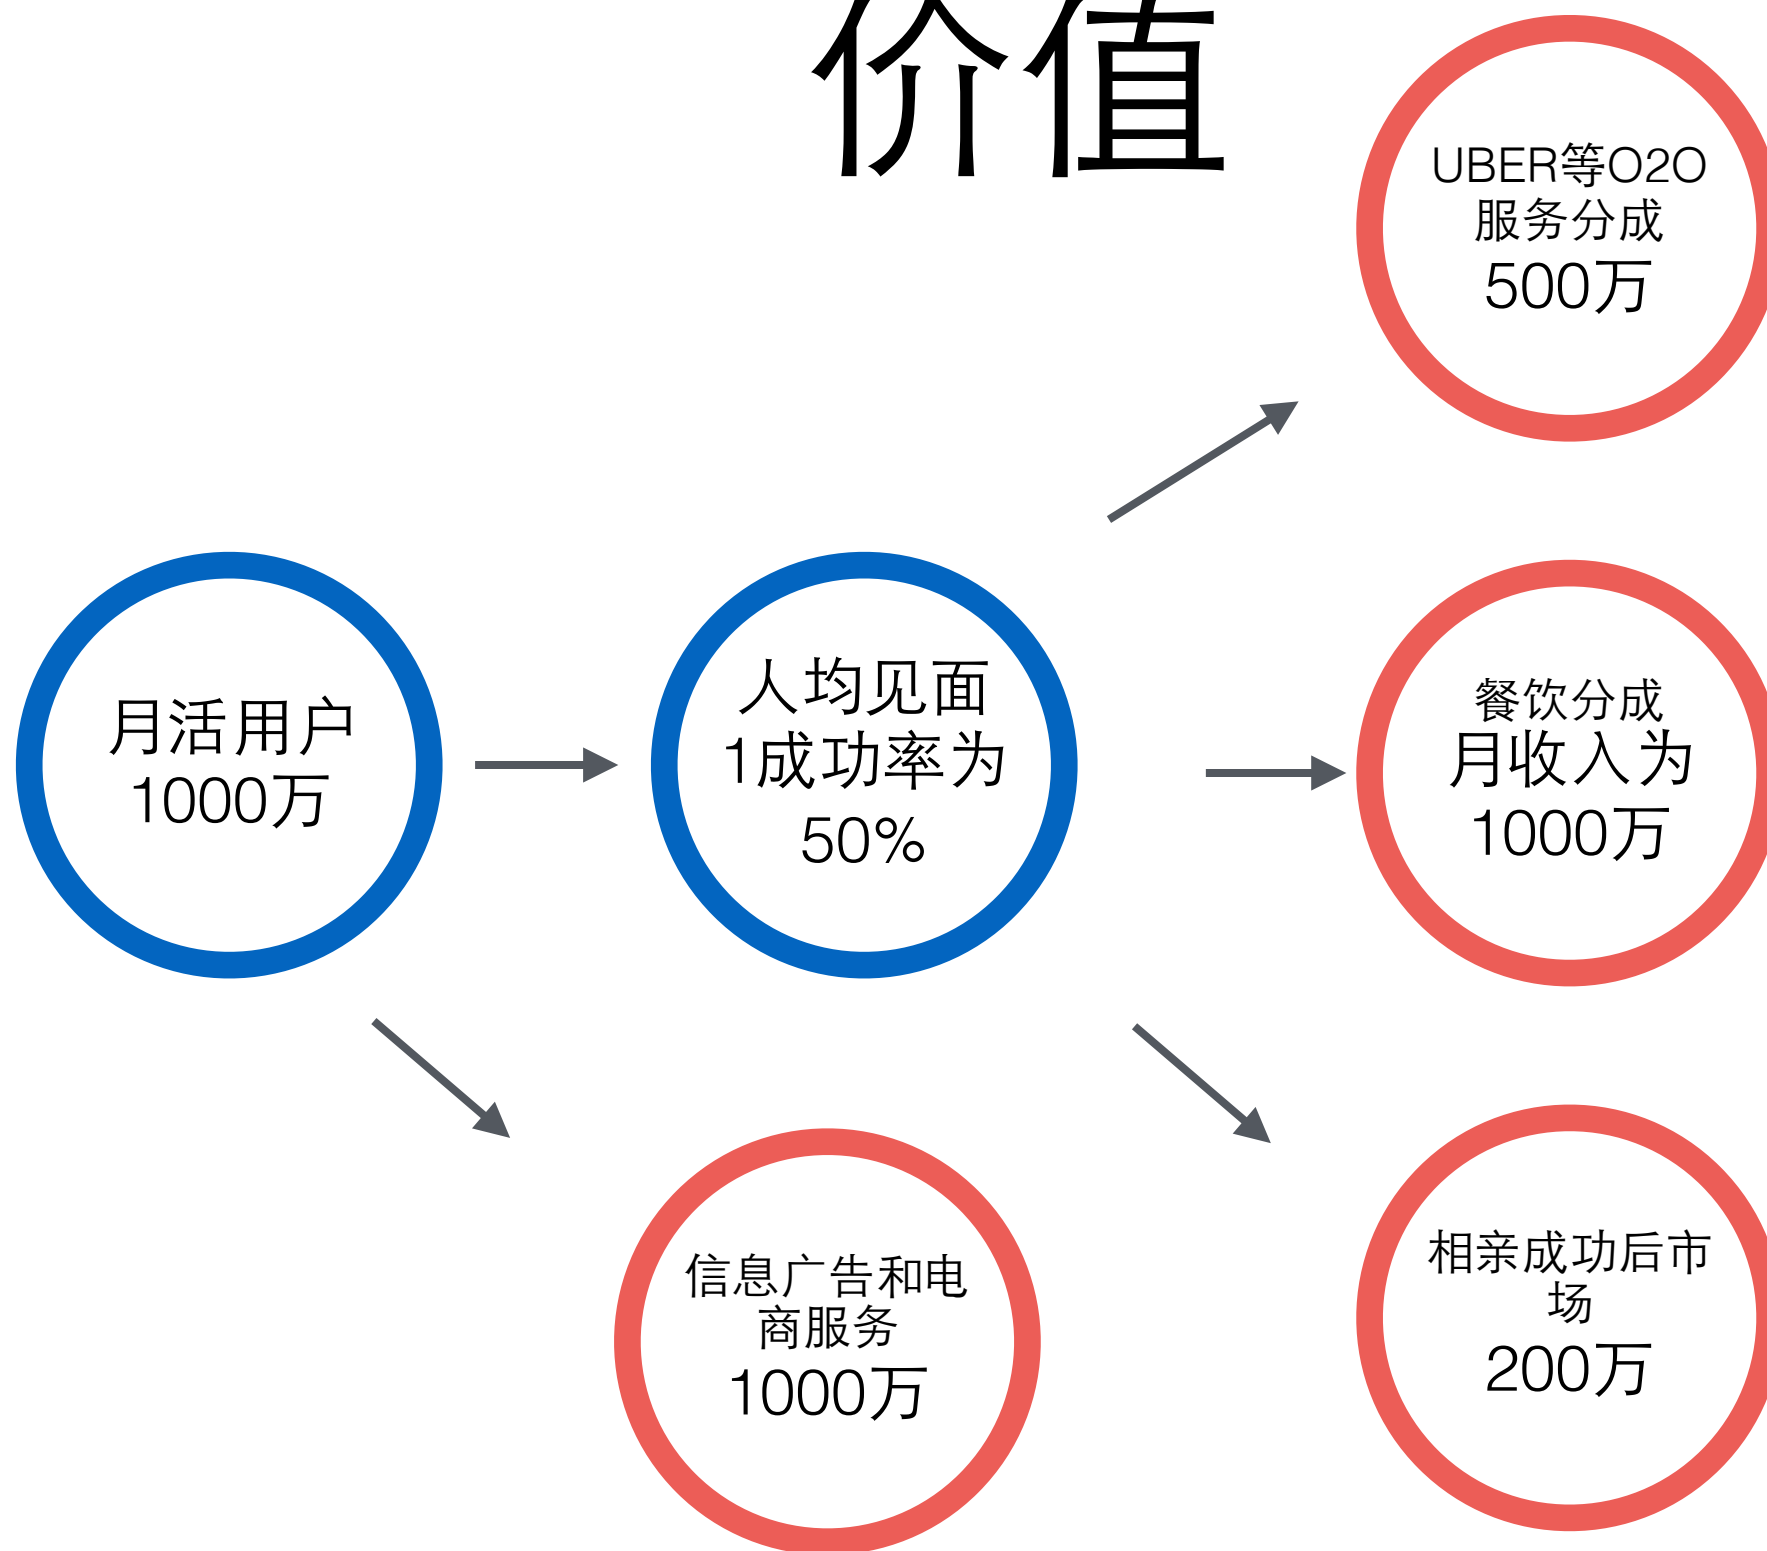 价值
UBER等O2O
服务分成
500万
月活用户
1000万
人均见面
1成功率为
50%
餐饮分成
月收入为
1000万
信息广告和电
商服务
1000万
相亲成功后市
场
200万